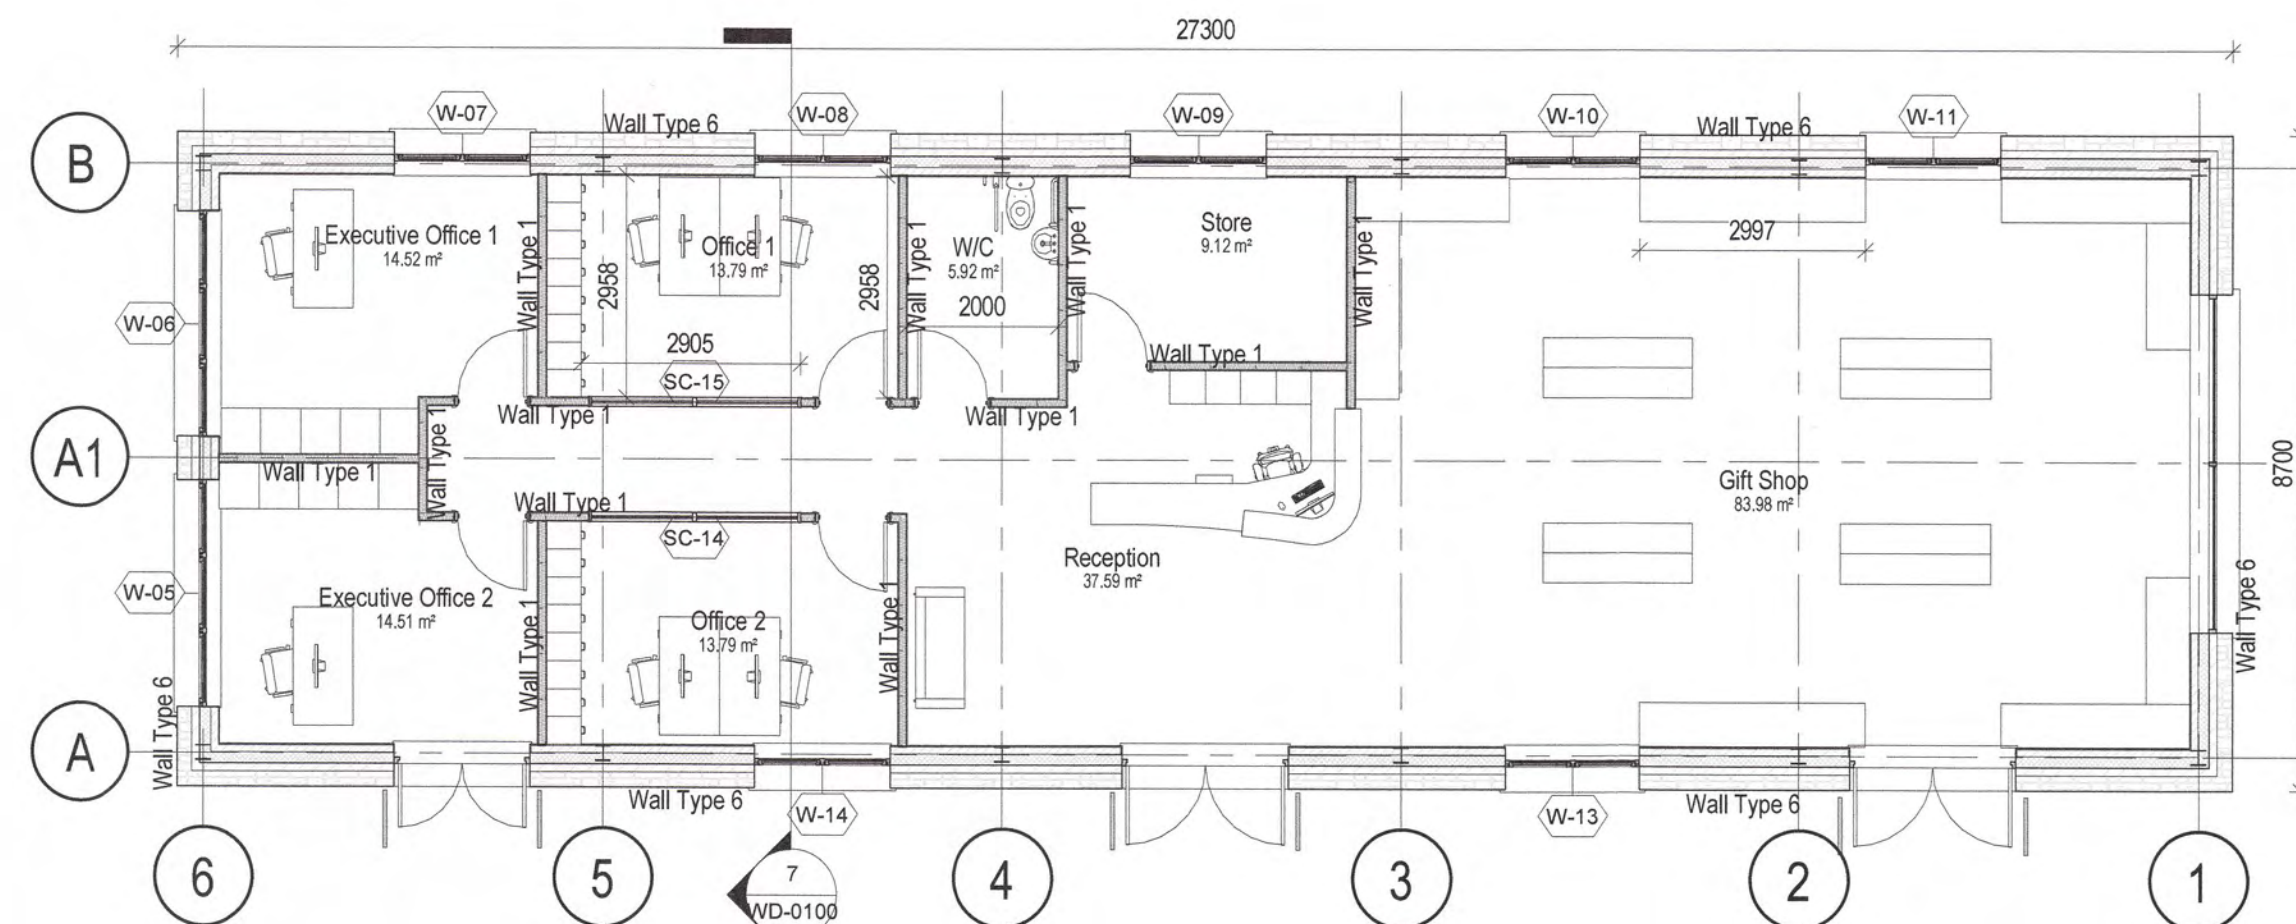 27300
W-07
W-08
W-09
W-10
W-11
Wall Type 6
Wall Type 6
B
Executive Office 1
14.52 m²
Wall Type 1
2958
Office 1
13.79 m²
2958
Wall Type 1
W/C
5.92 m²
2000
Wall Type 1
Store
9.12 m²
Wall Type 1
2997
W-06
2905
SC-15
Wall Type 1
Wall Type 1
Wall Type 1
A1
Wall Type 1
Wall Type 1
Wall Type 1
SC-14
Gift Shop
83.98 m²
8700
Reception
37.59 m²
W-05
Executive Office 2
14.51 m²
Wall Type 1
Office 2
13.79 m²
Wall Type 1
Wall Type 6
Wall Type 6
A
Wall Type 6
W-14
W-13
Wall Type 6
6
5
7
WD-0100
4
3
2
1